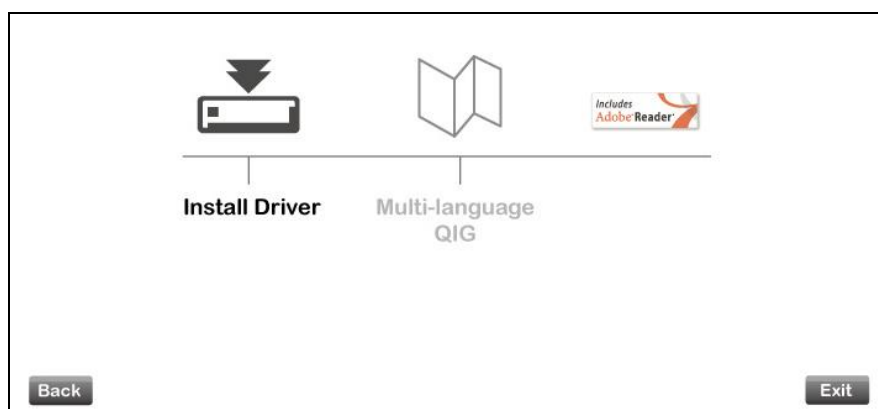 Includes
Adobe Reader
Install Driver
Multi-language
QIG
Back
Exit